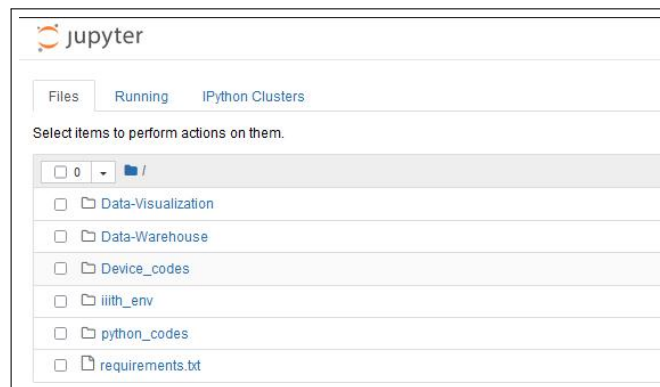 jupyter
Files Running IPython Clusters
Select items to perform actions on them.
0 /
Data-Visualization
Data-Warehouse
Device_codes
iiith_env
python_codes
requirements.txt